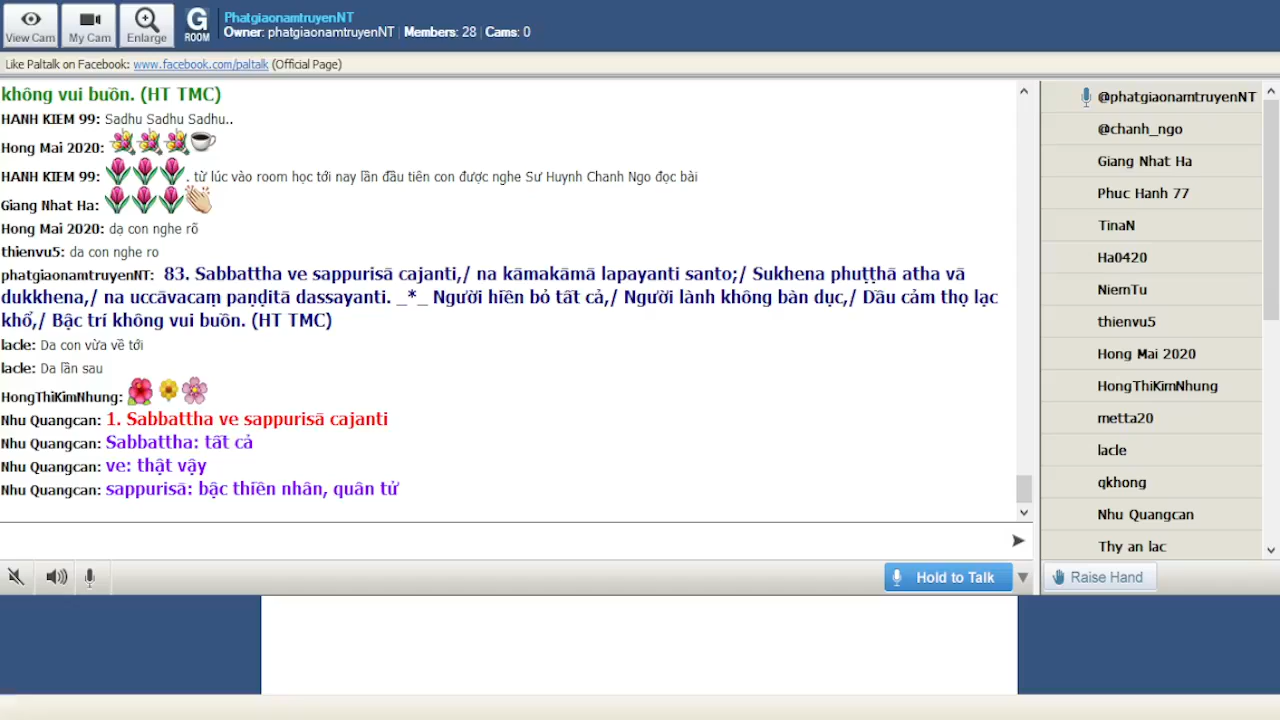 View Cam
My Cam
Enlarge
G
ROOM
PhatgiaonamtruyenNT
Owner: phatgiaonamtruyenNT | Members: 28 | Cams: 0
Like Paltalk on Facebook: www.facebook.com/paltalk (Official Page)
không vui buồn. (HT TMC)
HANH KIEM 99: Sadhu Sadhu Sadhu..
Hong Mai 2020:
HANH KIEM 99: . từ lúc vào room học tới nay lần đầu tiên con được nghe Sư Huynh Chanh Ngo đọc bài
Giang Nhat Ha:
Hong Mai 2020: dạ con nghe rõ
thienvu5: da con nghe ro
phatgiaonamtruyenNT: 83. Sabbattha ve sappurisā cajanti,/ na kāmakāmā lapayanti santo;/ Sukhena phuṭṭhā atha vā
dukkhena,/ na uccāvacaṃ paṇḍitā dassayanti. _*_ Người hiền bỏ tất cả,/ Người lành không bàn dục,/ Dầu cảm thọ lạc
khổ,/ Bậc trí không vui buồn. (HT TMC)
lacle: Da con vừa về tới
lacle: Da lần sau
HongThiKimNhung:
Nhu Quangcan: 1. Sabbattha ve sappurisā cajanti
Nhu Quangcan: Sabbattha: tất cả
Nhu Quangcan: ve: thật vậy
Nhu Quangcan: sappurisā: bậc thiền nhân, quân tử
Hold to Talk
@phatgiaonamtruyenNT
@chanh_ngo
Giang Nhat Ha
Phuc Hanh 77
TinaN
Ha0420
NiemTu
thienvu5
Hong Mai 2020
HongThiKimNhung
metta20
lacle
qkhong
Nhu Quangcan
Thy an lac
Raise Hand